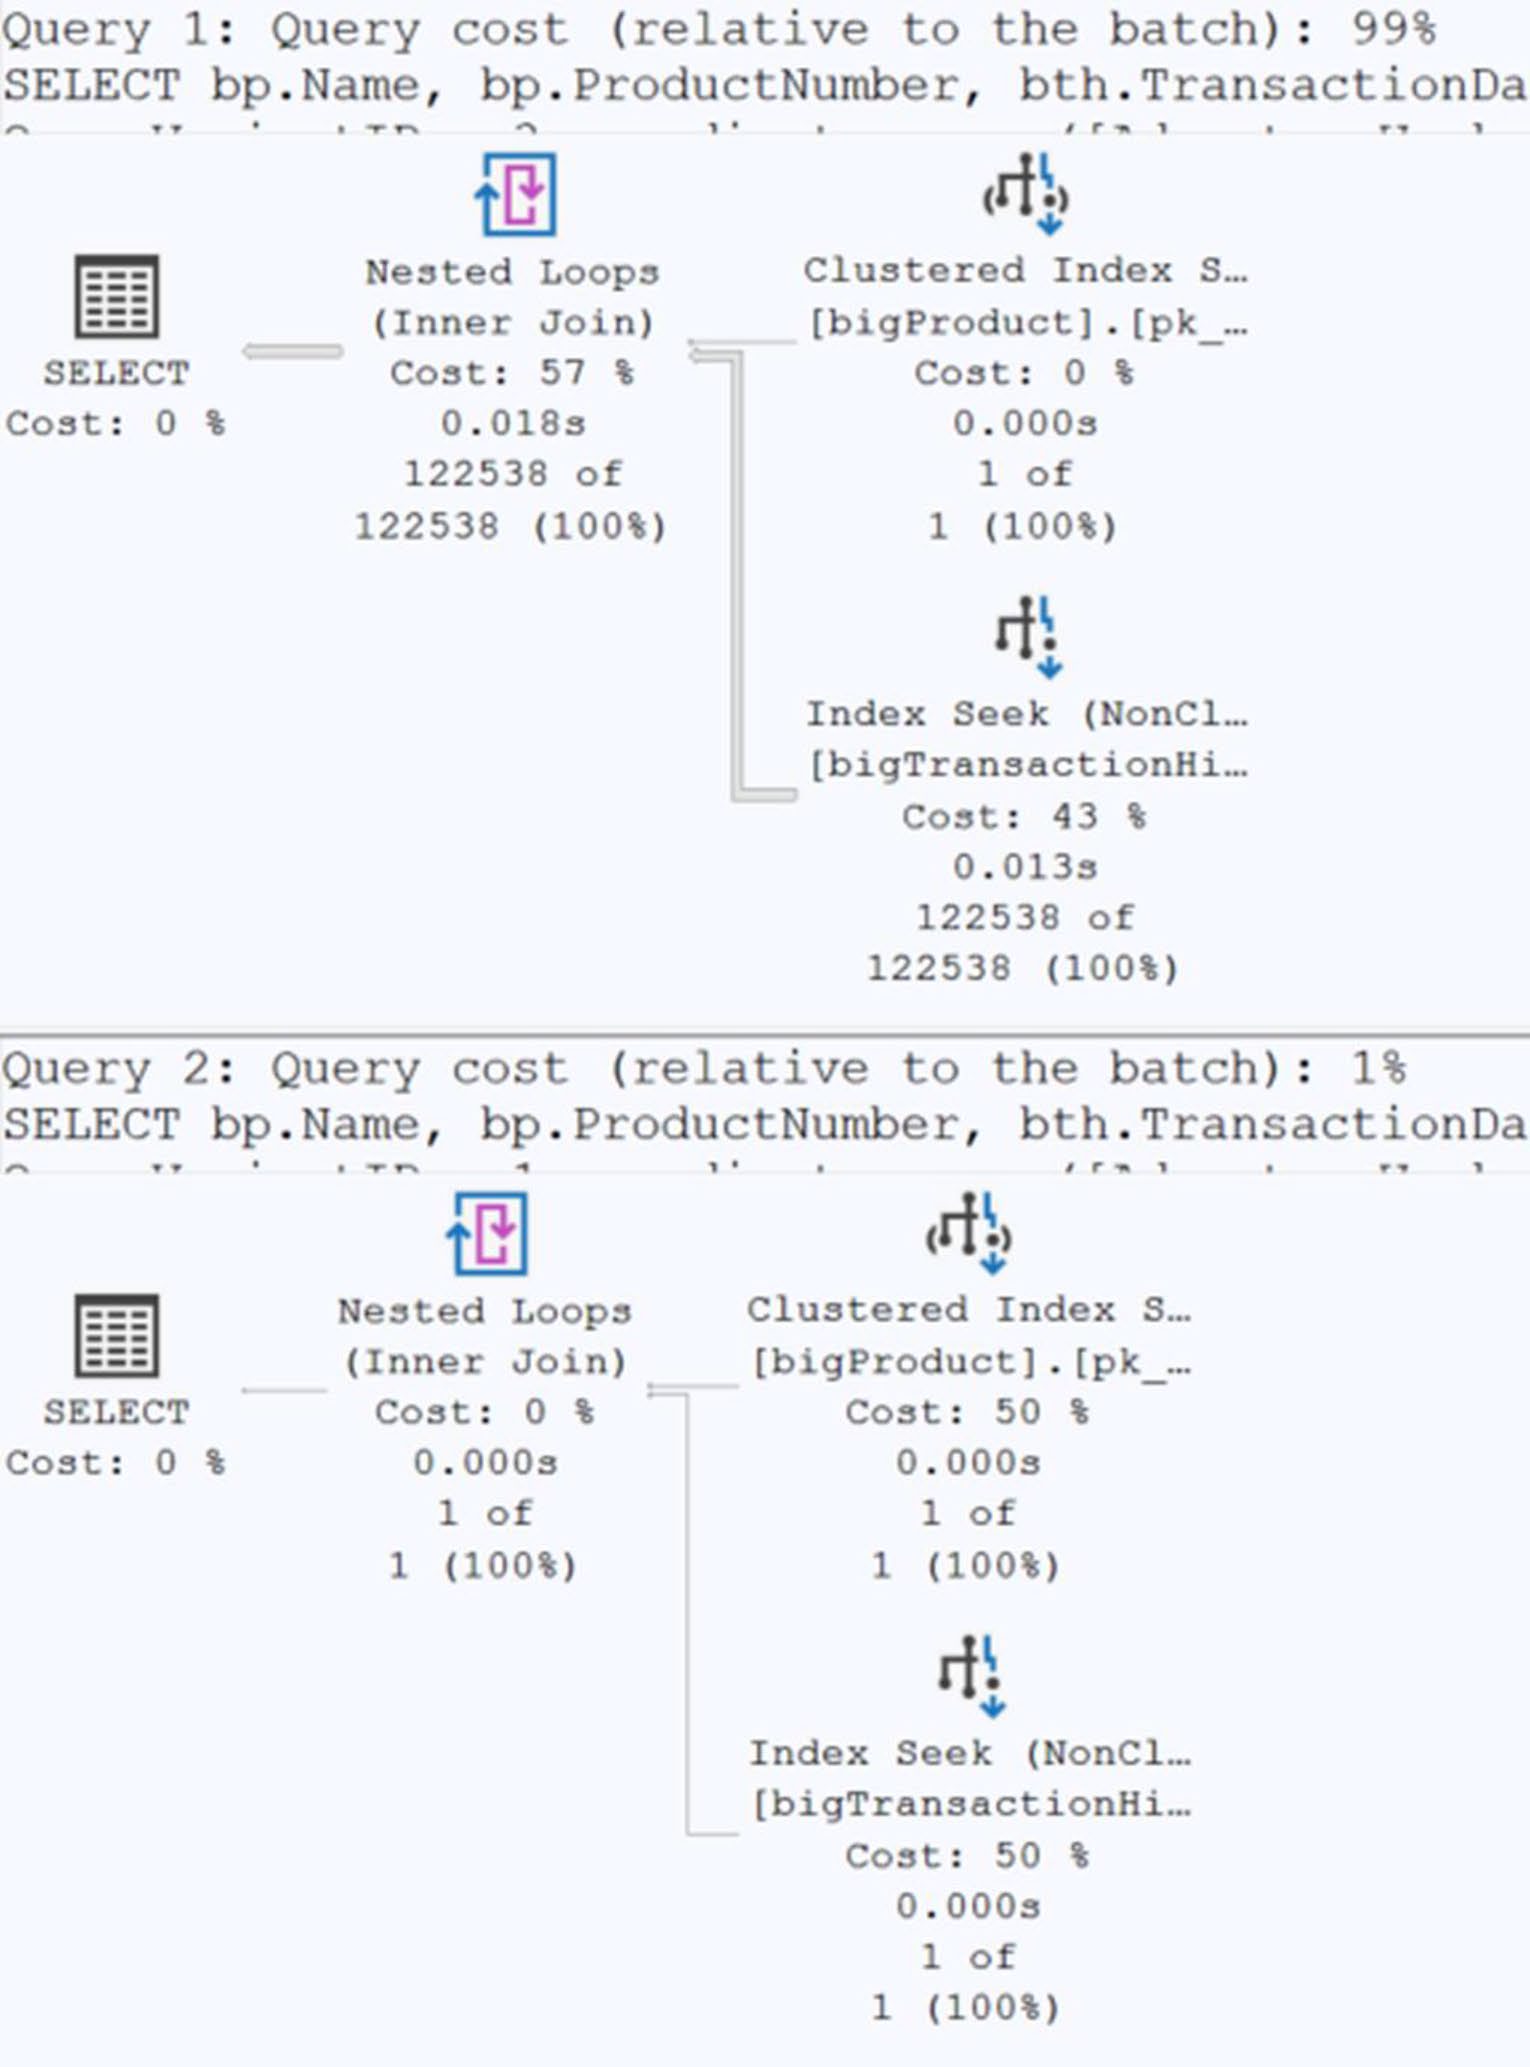 Query 1: Query cost (relative to the batch): 99%
SELECT bp.Name, bp.ProductNumber, bth.TransactionDa
Nested Loops
(Inner Join)
Cost: 57 %
0.018s
122538 of
122538 (100%)
Clustered Index S...
[bigProduct].[pk_...
Cost: 0 %
0.000s
1 of
1 (100%)
SELECT
Cost: 0 %
Index Seek (NonCl...
[bigTransactionHi...
Cost: 43 %
0.013s
122538 of
122538 (100%)
Query 2: Query cost (relative to the batch): 1%
SELECT bp.Name, bp.ProductNumber, bth.TransactionDa
Nested Loops
(Inner Join)
Cost: 0 %
0.000s
1 of
1 (100%)
Clustered Index S...
[bigProduct].[pk_...
Cost: 50 %
0.000s
1 of
1 (100%)
SELECT
Cost: 0 %
Index Seek (NonCl...
[bigTransactionHi...
Cost: 50 %
0.000s
1 of
1 (100%)